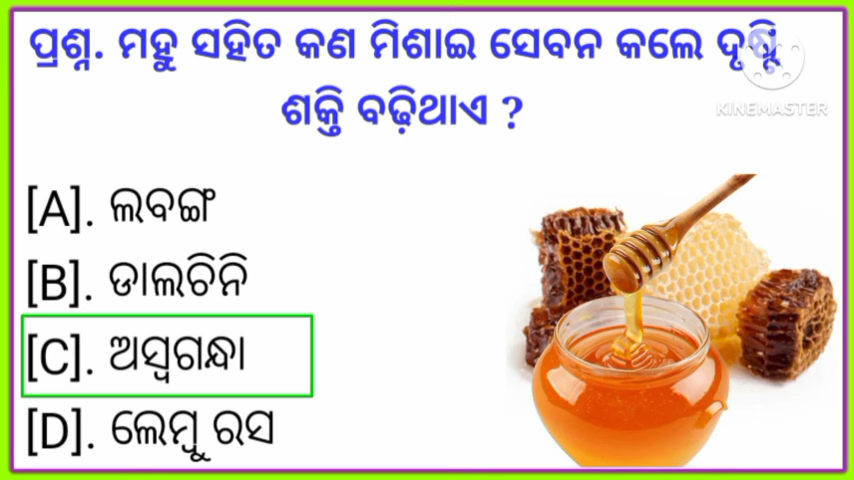 ପ୍ରଶ୍ନ. ମହୁ ସହିତ କଣ ମିଶାଇ ସେବନ କଲେ ଦୃଷ୍ଟି
KINEMASTER
ଶକ୍ତି ବଢ଼ିଥାଏ ?
[A]. ଲବଙ୍ଗ
[B]. ଡାଲଚିନି
[C]. ଅସ୍ୱଗନ୍ଧା
[D]. ଲେମ୍ବୁ ରସ